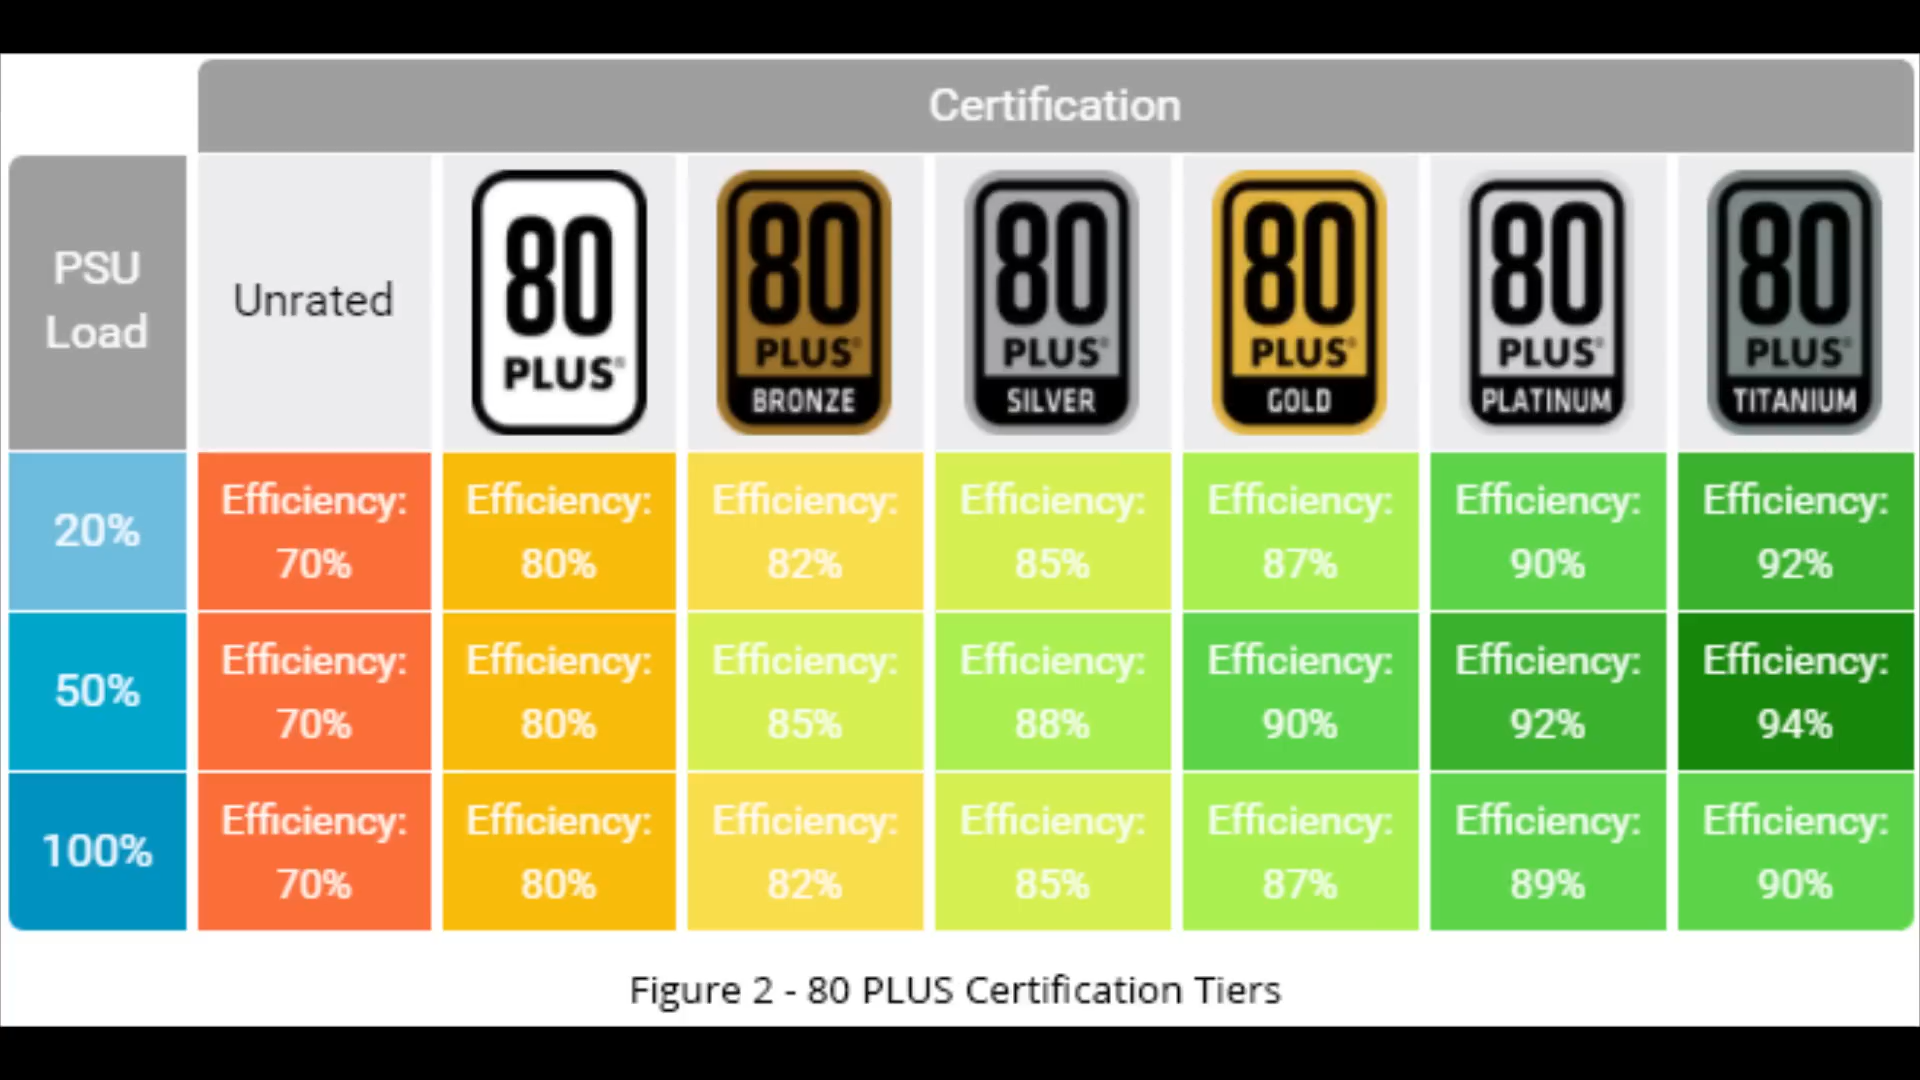 Certification
PSU
Load
Unrated
80
PLUS®
80
PLUS®
BRONZE
80
PLUS®
SILVER
80
PLUS®
GOLD
80
PLUS®
PLATINUM
80
PLUS®
TITANIUM
20%
Efficiency:
70%
Efficiency:
80%
Efficiency:
82%
Efficiency:
85%
Efficiency:
87%
Efficiency:
90%
Efficiency:
92%
50%
Efficiency:
70%
Efficiency:
80%
Efficiency:
85%
Efficiency:
88%
Efficiency:
90%
Efficiency:
92%
Efficiency:
94%
100%
Efficiency:
70%
Efficiency:
80%
Efficiency:
82%
Efficiency:
85%
Efficiency:
87%
Efficiency:
89%
Efficiency:
90%
Figure 2 - 80 PLUS Certification Tiers